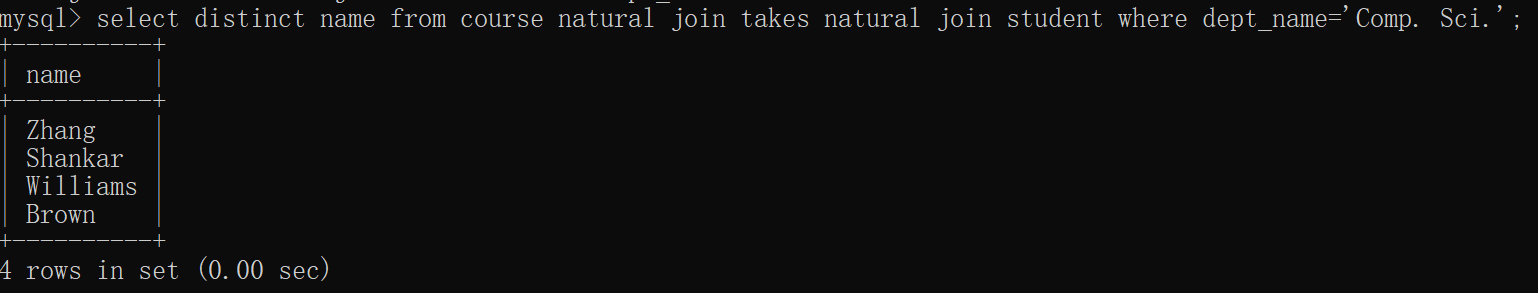 mysql> select distinct name from course natural join takes natural join student where dept_name='Comp. Sci.';
+----------+
| name     |
+----------+
| Zhang    |
| Shankar  |
| Williams |
| Brown    |
+----------+
4 rows in set (0.00 sec)